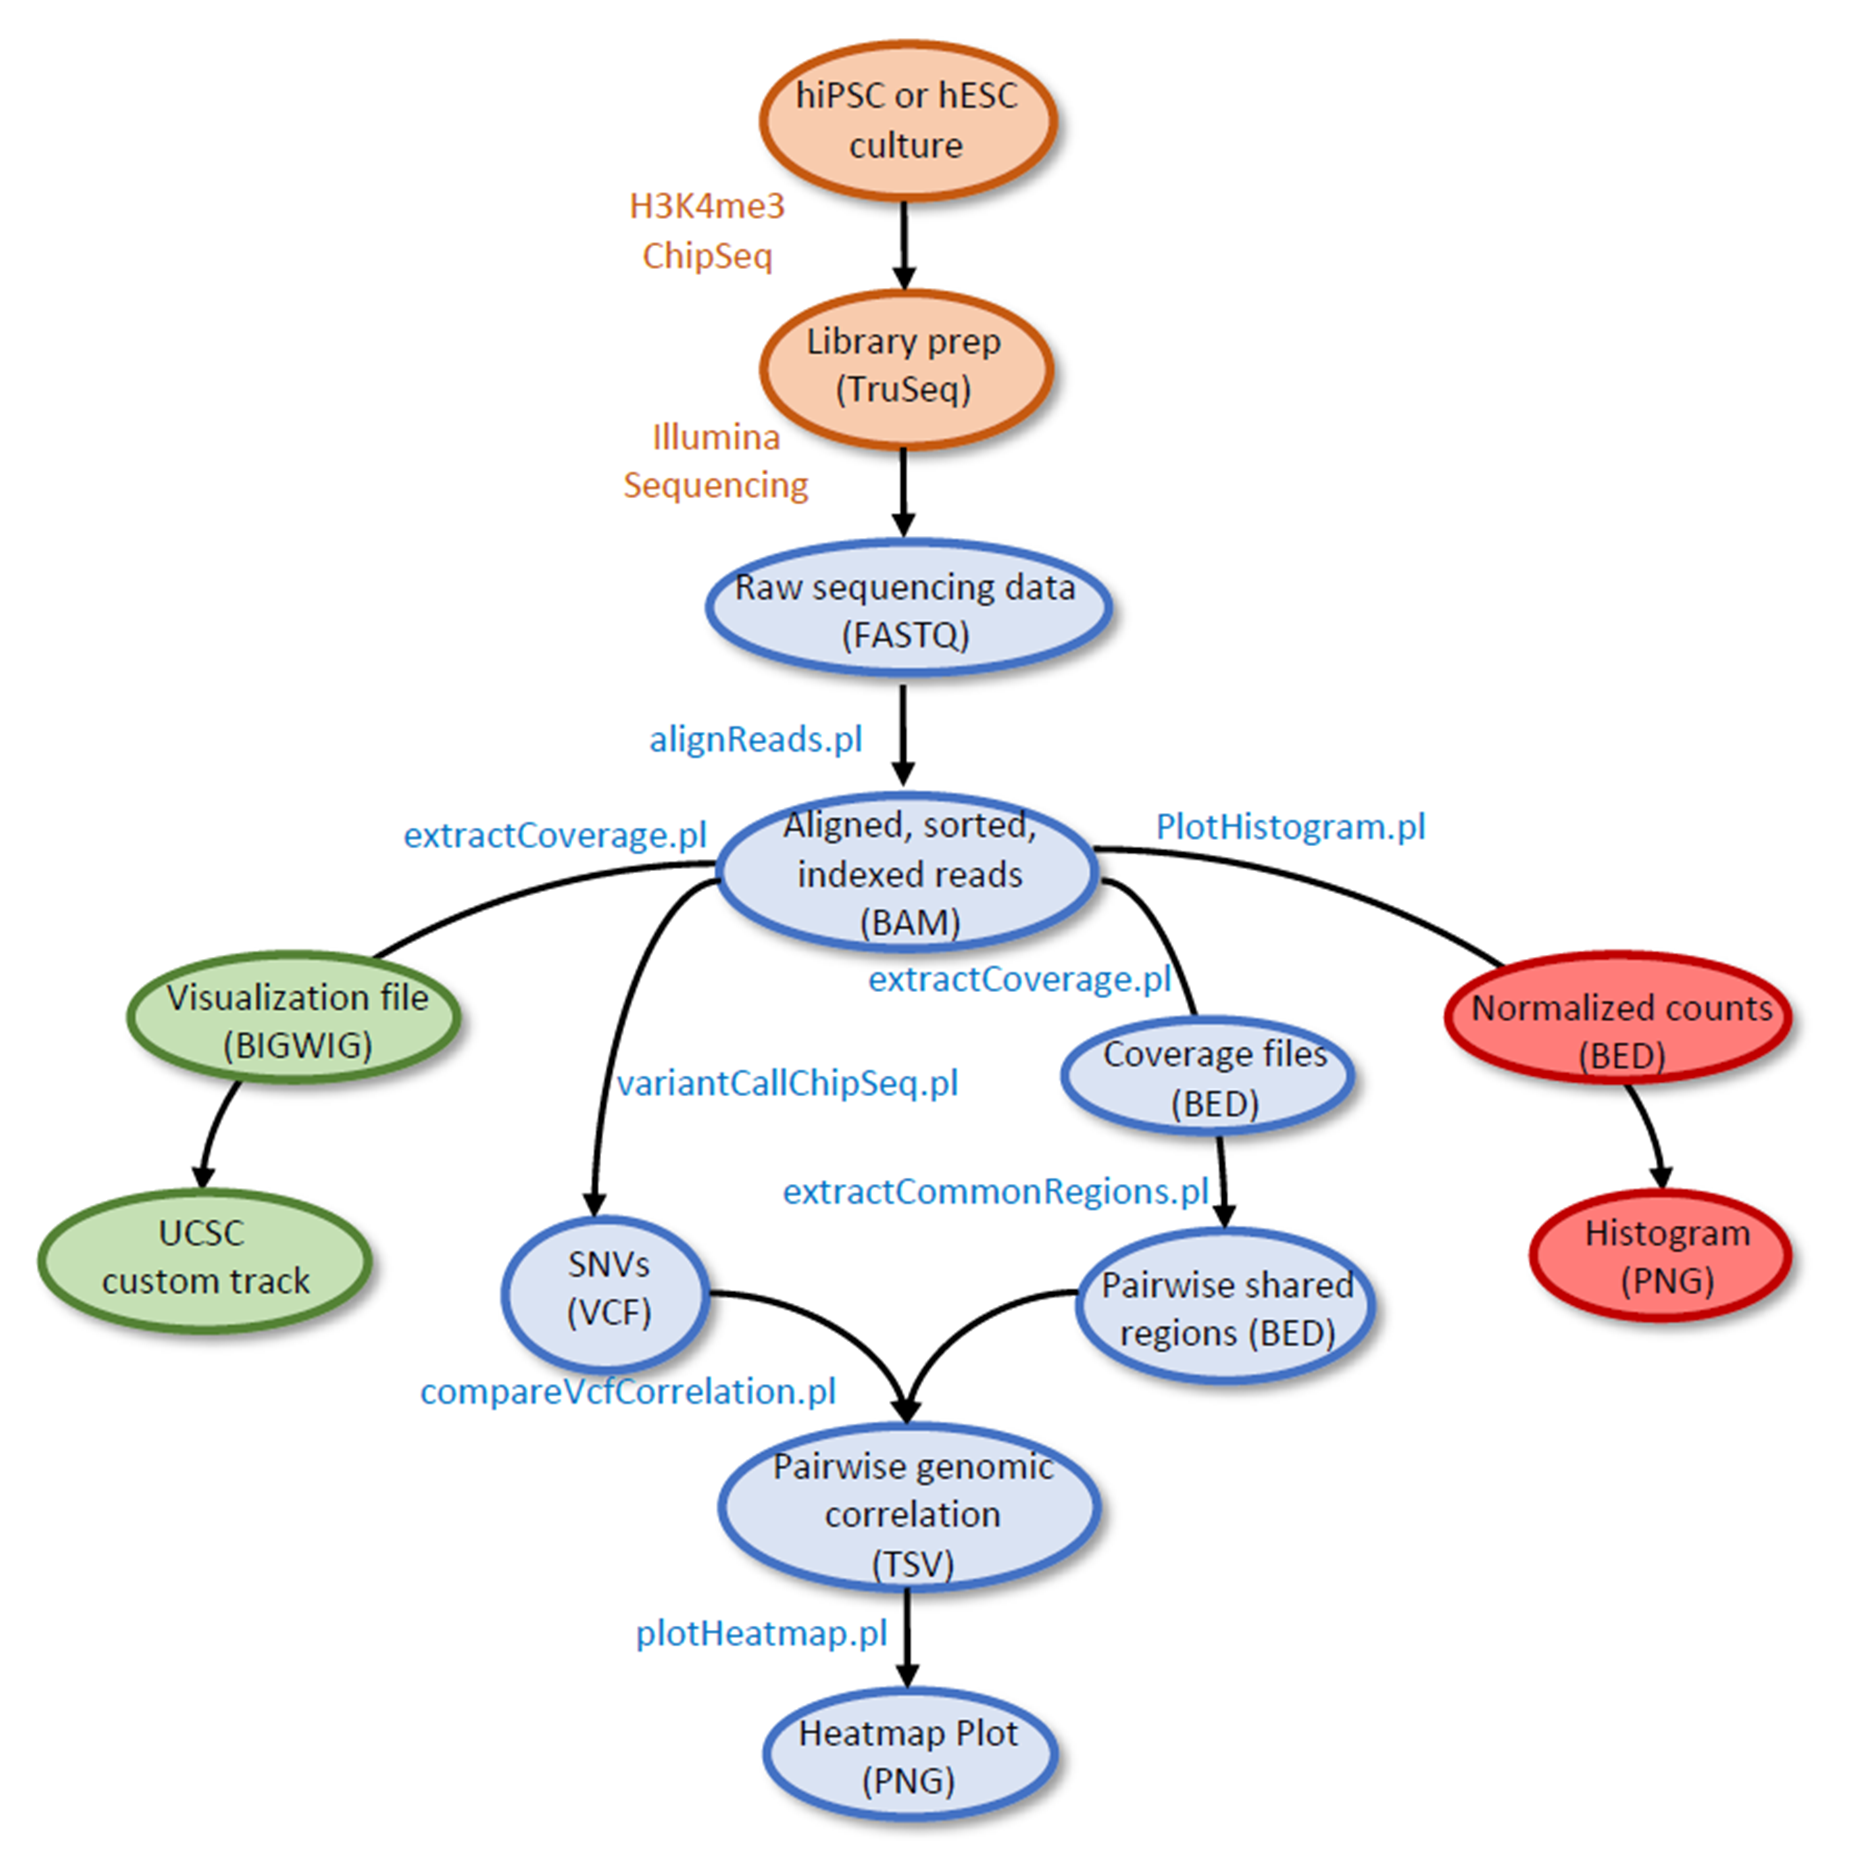 hiPSC or hESC
culture
H3K4me3
ChipSeq
Library prep
(TruSeq)
Illumina
Sequencing
Raw sequencing data
(FASTQ)
alignReads.pl
extractCoverage.pl
Aligned, sorted,
indexed reads
(BAM)
PlotHistogram.pl
extractCoverage.pl
Visualization file
(BIGWIG)
Normalized counts
(BED)
Coverage files
(BED)
variantCallChipSeq.pl
extractCommonRegions.pl
UCSC
custom track
SNVs
(VCF)
Pairwise shared
regions (BED)
Histogram
(PNG)
compareVcfCorrelation.pl
Pairwise genomic
correlation
(TSV)
plotHeatmap.pl
Heatmap Plot
(PNG)